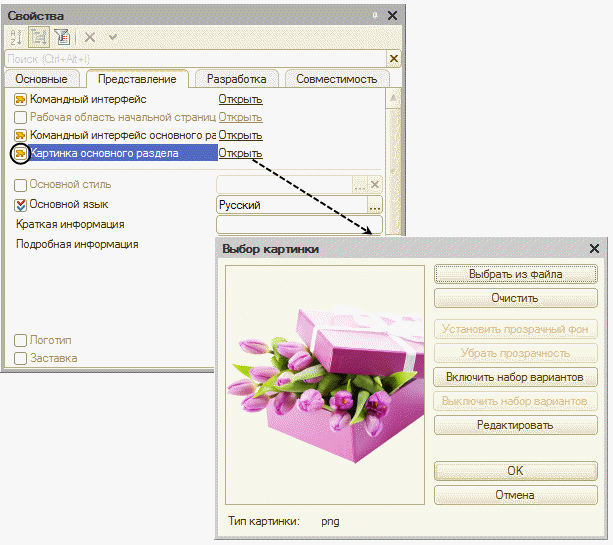 Свойства
Поиск (Ctrl+Alt+I)
Основные Представление Разработка Совместимость
Командный интерфейс Открыть
Рабочая область начальной страниц Открыть
Командный интерфейс основного ра Открыть
Картинка основного раздела Открыть
Основной стиль
Основной язык Русский
Краткая информация
Подробная информация
Логотип
Заставка
Выбор картинки
Выбрать из файла
Очистить
Установить прозрачный фон
Убрать прозрачность
Включить набор вариантов
Выключить набор вариантов
Редактировать
OK
Отмена
Тип картинки: png